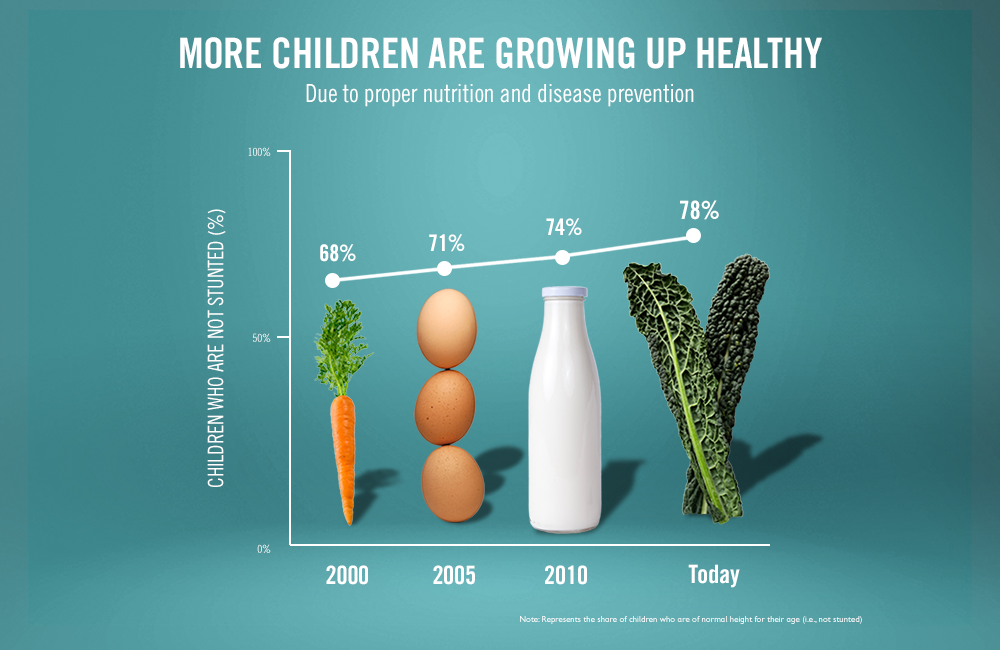 MORE CHILDREN ARE GROWING UP HEALTHY
Due to proper nutrition and disease prevention
CHILDREN WHO ARE NOT STUNTED (%)
100%
50%
0%
68%
71%
74%
78%
2000
2005
2010
Today
Note: Represents the share of children who are of normal height for their age (i.e., not stunted)